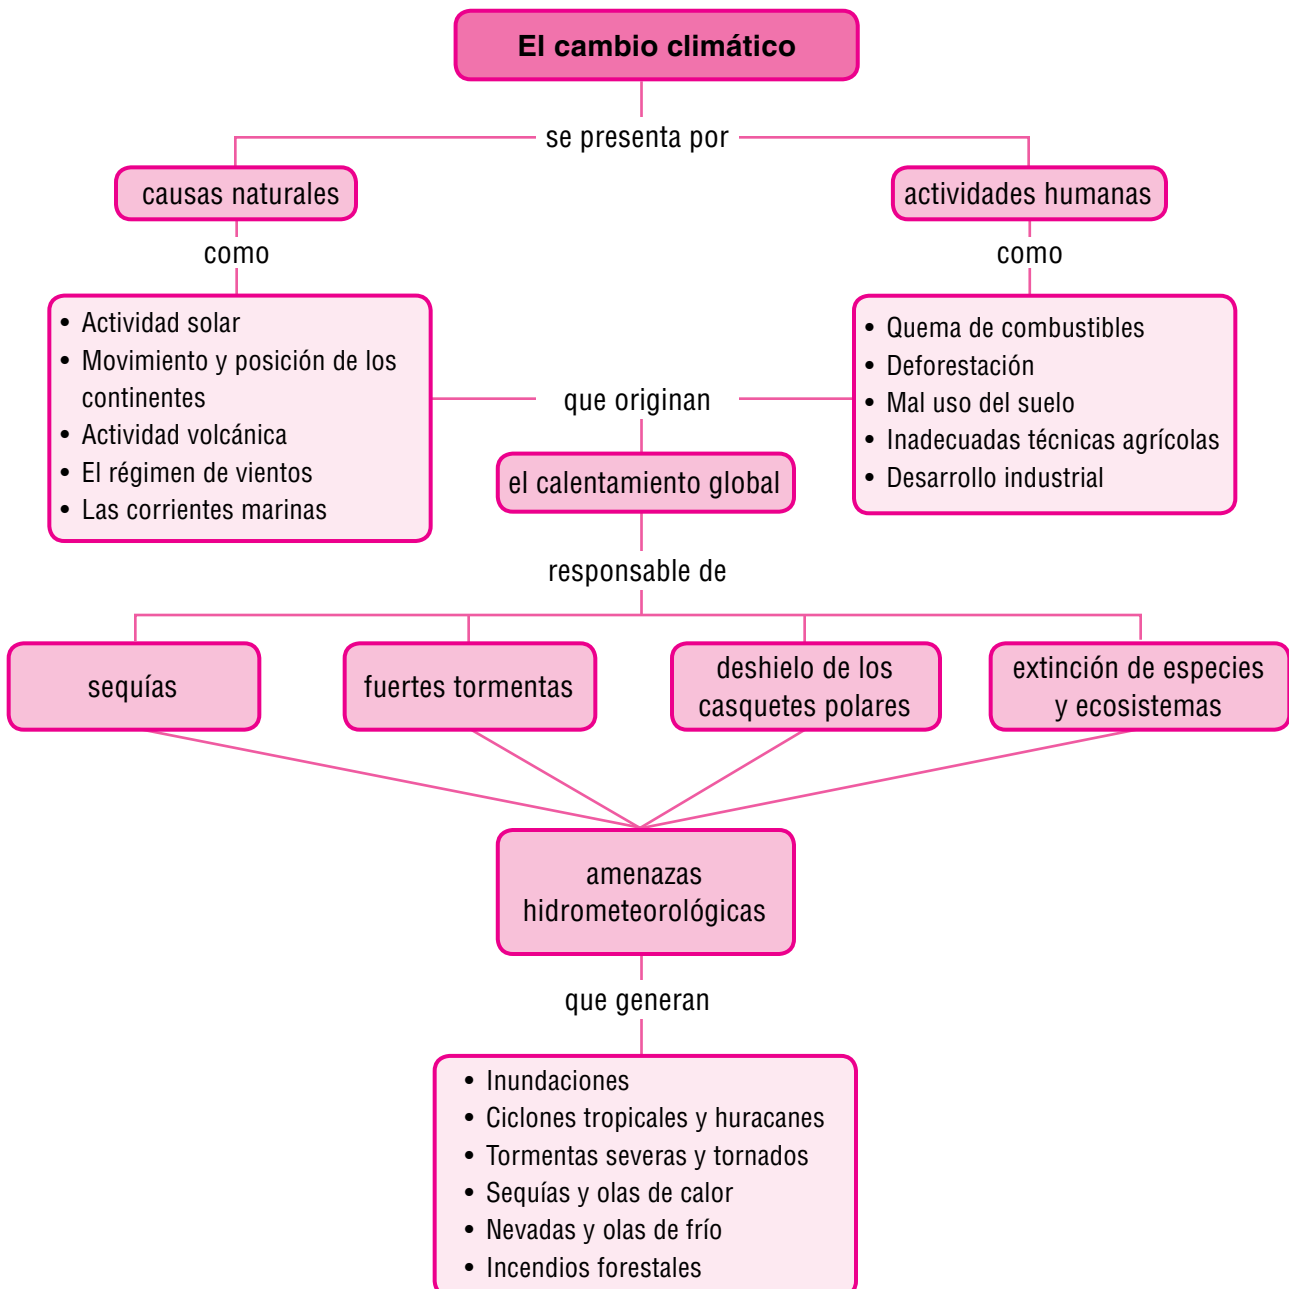 El cambio climático
se presenta por
causas naturales
actividades humanas
como
como
• Actividad solar
• Movimiento y posición de los
continentes
• Actividad volcánica
• El régimen de vientos
• Las corrientes marinas
• Quema de combustibles
• Deforestación
• Mal uso del suelo
• Inadecuadas técnicas agrícolas
• Desarrollo industrial
que originan
el calentamiento global
responsable de
sequías
fuertes tormentas
deshielo de los
casquetes polares
extinción de especies
y ecosistemas
amenazas
hidrometeorológicas
que generan
• Inundaciones
• Ciclones tropicales y huracanes
• Tormentas severas y tornados
• Sequías y olas de calor
• Nevadas y olas de frío
• Incendios forestales